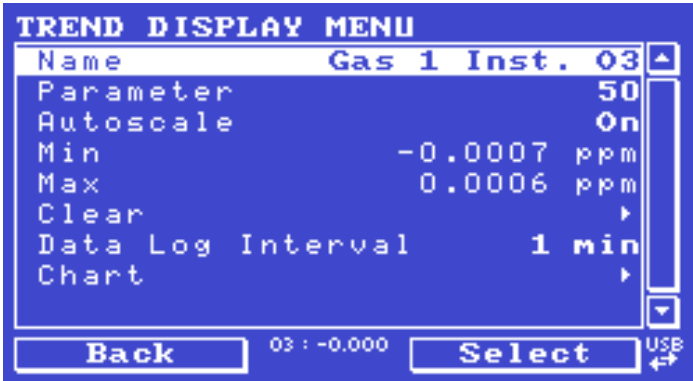 TREND DISPLAY MENU
Name Gas 1 Inst. O3
Parameter 50
Autoscale On
Min -0.0007 ppm
Max 0.0006 ppm
Clear
Data Log Interval 1 min
Chart
Back O3 : -0.000 Select USB